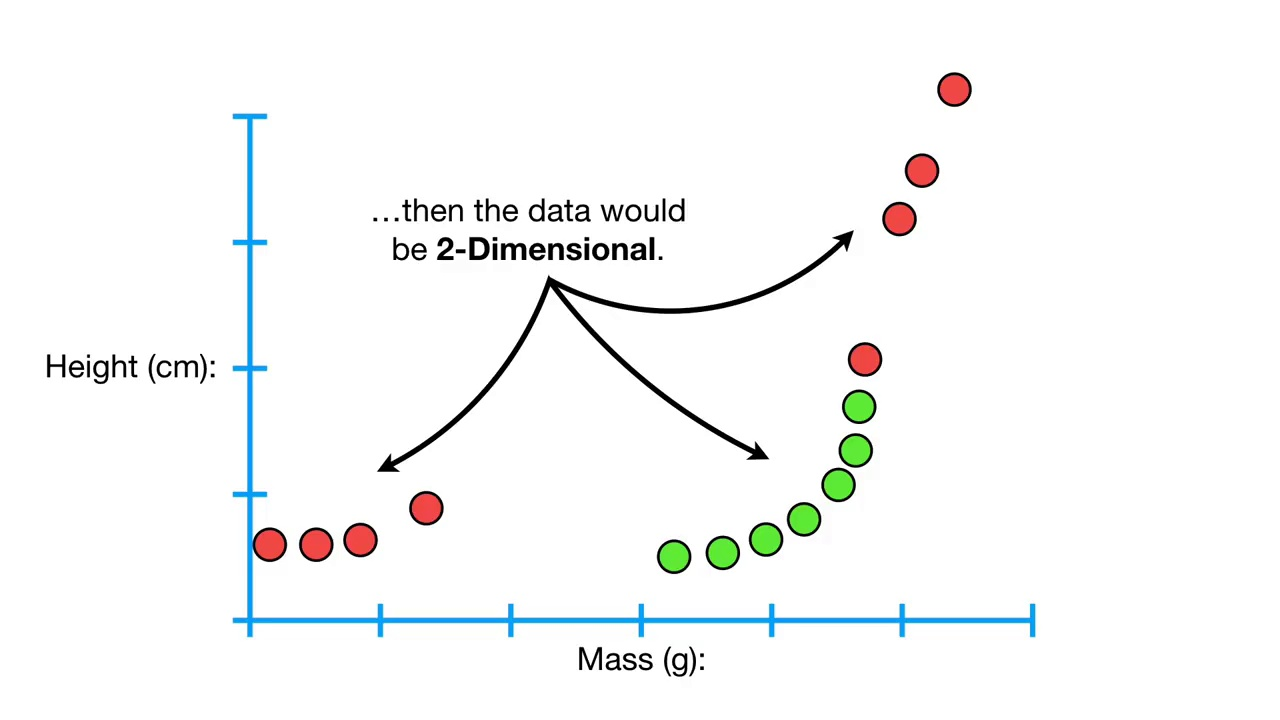 …then the data would
be 2-Dimensional.
Height (cm):
Mass (g):